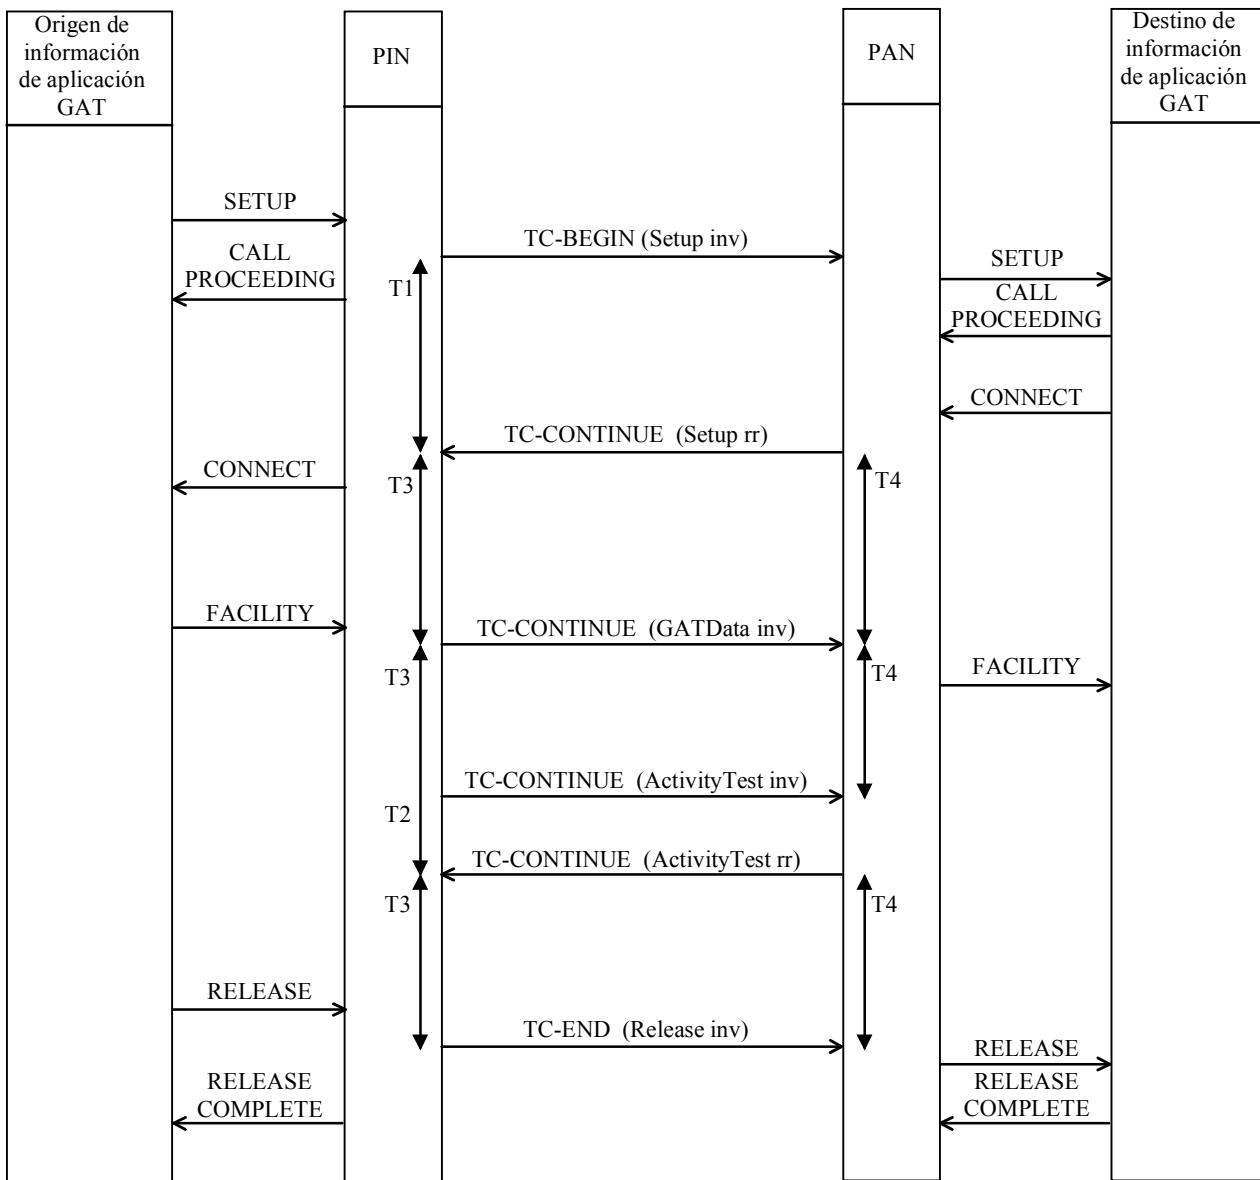 Origen de
información
de aplicación
GAT
PIN
PAN
Destino de
información
de aplicación
GAT
SETUP
TC-BEGIN (Setup inv)
CALL
PROCEEDING
T1
SETUP
CALL
PROCEEDING
CONNECT
TC-CONTINUE (Setup rr)
CONNECT
T3
T4
FACILITY
TC-CONTINUE (GATData inv)
T3
T4
FACILITY
TC-CONTINUE (ActivityTest inv)
T2
TC-CONTINUE (ActivityTest rr)
T3
T4
RELEASE
TC-END (Release inv)
RELEASE
RELEASE
COMPLETE
RELEASE
COMPLETE